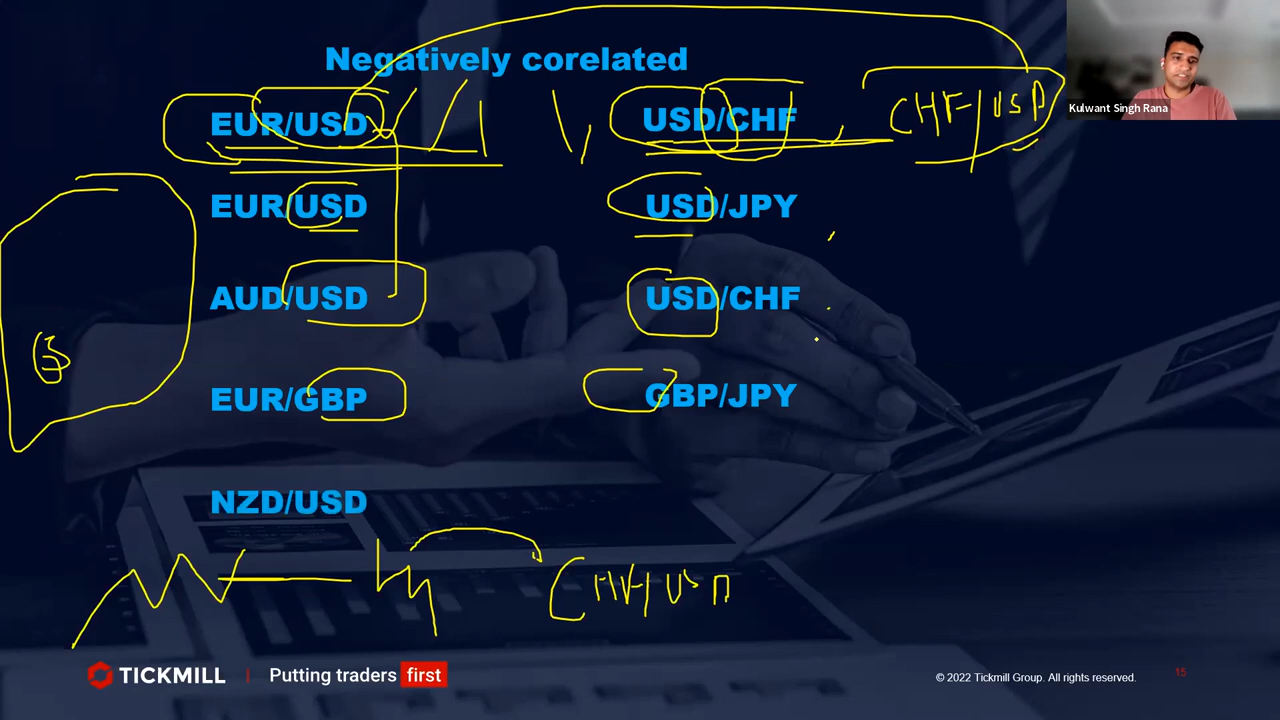 Negatively corelated
EUR/USD USD/CHF CHF/USD
Kulwant Singh Rana
EUR/USD USD/JPY
AUD/USD USD/CHF
EUR/GBP GBP/JPY
NZD/USD
CHF/USD
TICKMILL | Putting traders first
© 2022 Tickmill Group. All rights reserved.
15